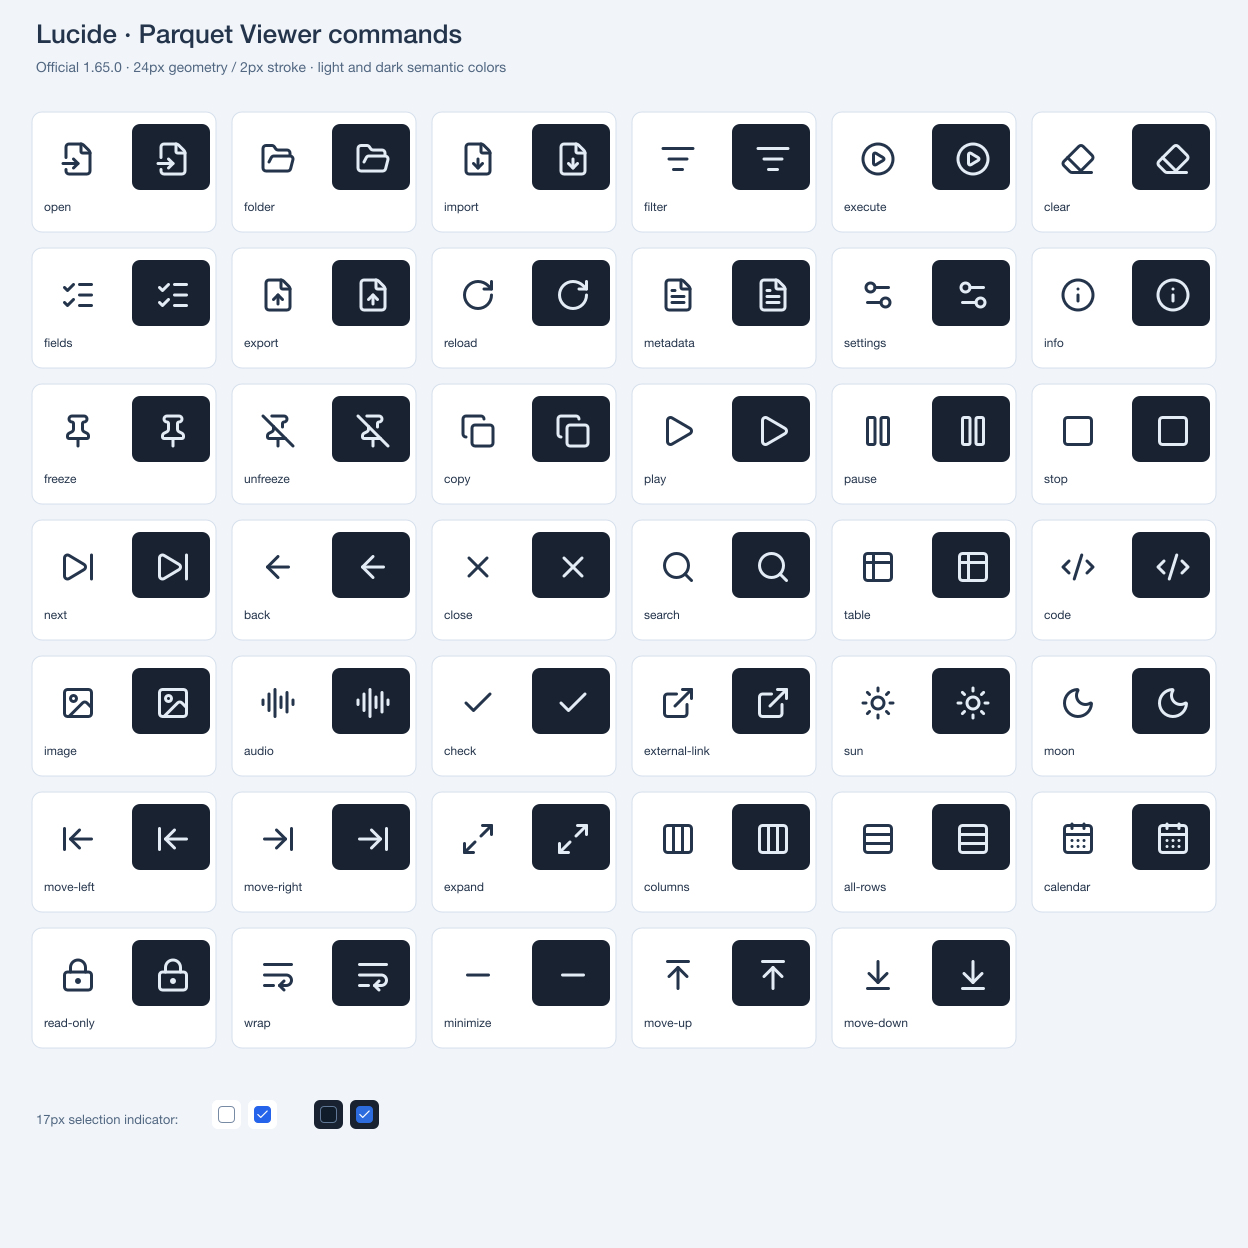 Lucide · Parquet Viewer commands
Official 1.65.0 · 24px geometry / 2px stroke · light and dark semantic colors
open
folder
import
filter
execute
clear
fields
export
reload
metadata
settings
info
freeze
unfreeze
copy
play
pause
stop
next
back
close
search
table
code
image
audio
check
external-link
sun
moon
move-left
move-right
expand
columns
all-rows
calendar
read-only
wrap
minimize
move-up
move-down
17px selection indicator: